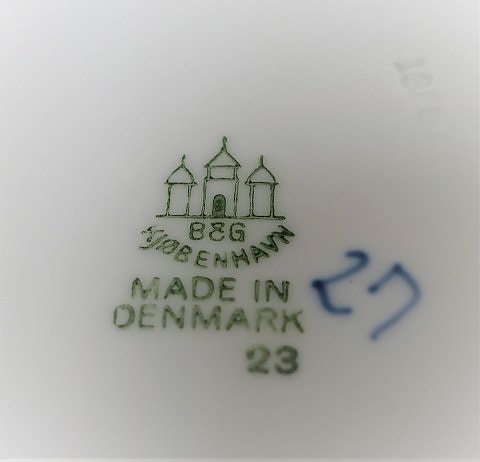 B&G
KJØBENHAVN
MADE IN
DENMARK
23
27